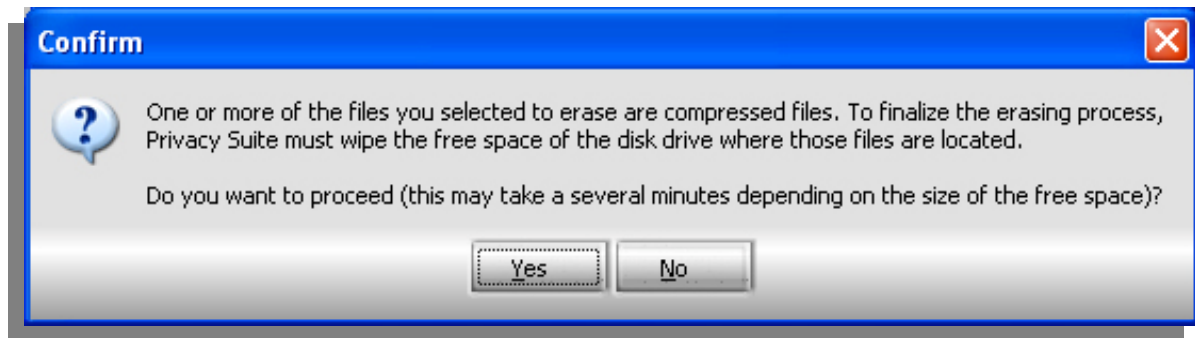 Confirm
?
One or more of the files you selected to erase are compressed files. To finalize the erasing process,
Privacy Suite must wipe the free space of the disk drive where those files are located.
Do you want to proceed (this may take a several minutes depending on the size of the free space)?
Yes No